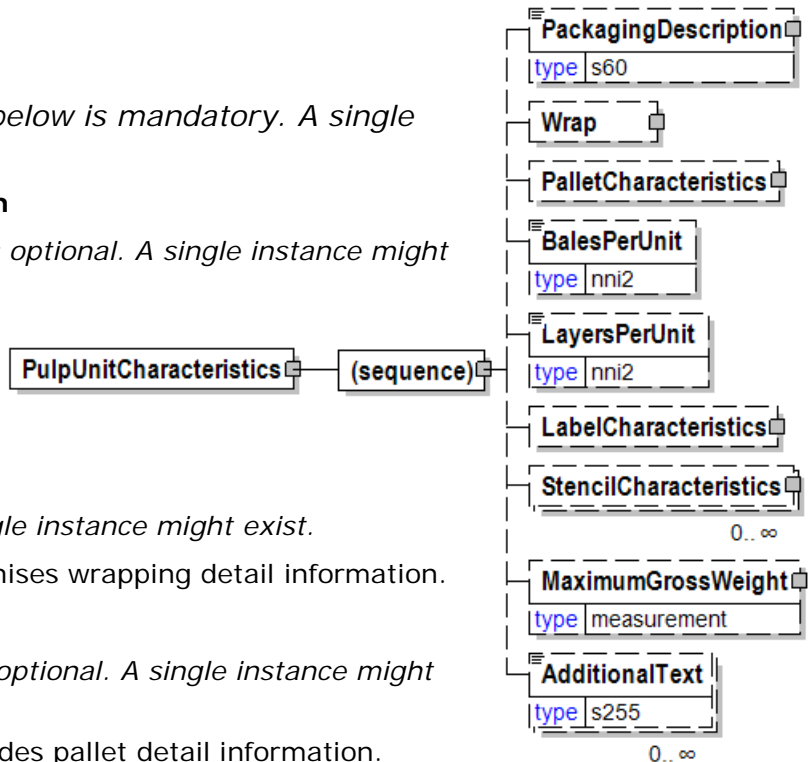 below is mandatory. A single
n
optional. A single instance might
gle instance might exist.
nises wrapping detail information.
optional. A single instance might
des pallet detail information.
PulpUnitCharacteristics
(sequence)
PackagingDescription
type s60
Wrap
PalletCharacteristics
BalesPerUnit
type nni2
LayersPerUnit
type nni2
LabelCharacteristics
StencilCharacteristics
0..∞
MaximumGrossWeight
type measurement
AdditionalText
type s255
0..∞